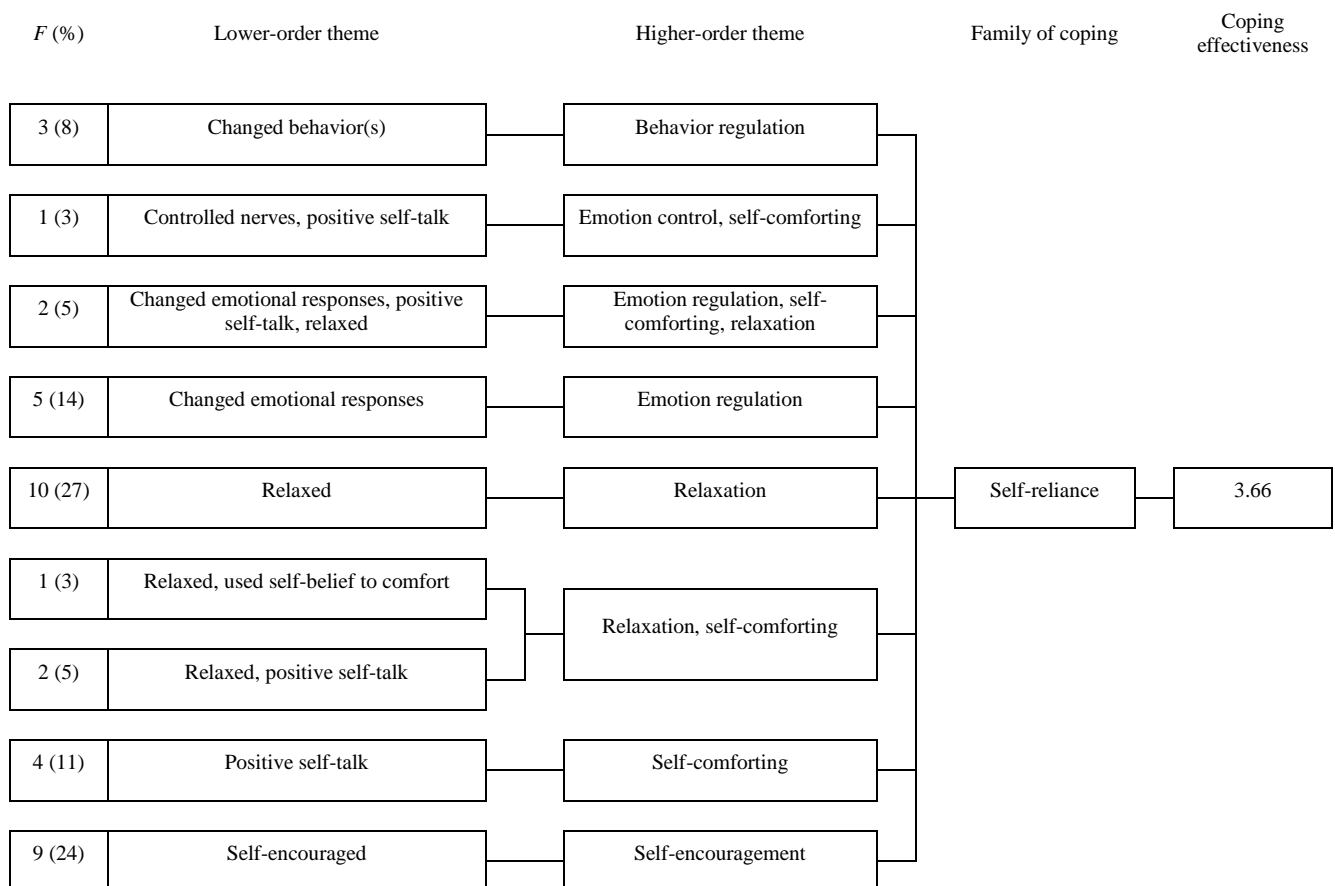 F (%)
Lower-order theme
Higher-order theme
Family of coping
Coping
effectiveness
3 (8)
Changed behavior(s)
Behavior regulation
1 (3)
Controlled nerves, positive self-talk
Emotion control, self-comforting
2 (5)
Changed emotional responses, positive
self-talk, relaxed
Emotion regulation, self-
comforting, relaxation
5 (14)
Changed emotional responses
Emotion regulation
10 (27)
Relaxed
Relaxation
Self-reliance
3.66
1 (3)
Relaxed, used self-belief to comfort
Relaxation, self-comforting
2 (5)
Relaxed, positive self-talk
4 (11)
Positive self-talk
Self-comforting
9 (24)
Self-encouraged
Self-encouragement